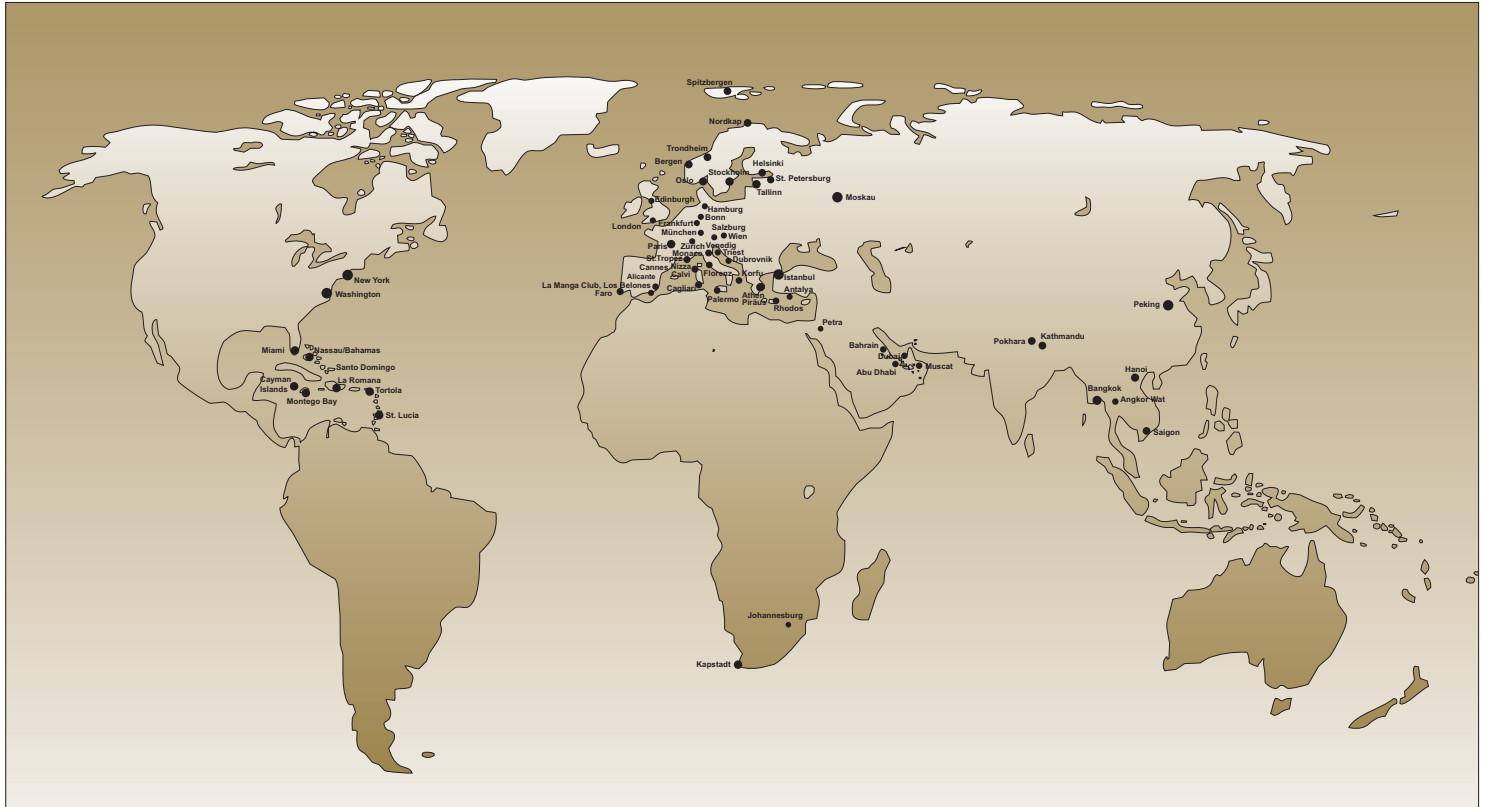 Spitzbergen
Nordkap
Trondheim
Bergen
Helsinki
Stockholm
Oslo
St. Petersburg
Tallinn
Edinburgh
Moskau
Hamburg
Bonn
London
Frankfurt
Salzburg
München
Wien
Paris
Zürich
Venedig
Monaco
Triest
St.Tropez
Dubrovnik
Cannes
Nizza
Calvi
Florenz
Korfu
Istanbul
Alicante
La Manga Club, Los Belones
Faro
Cagliari
Palermo
Athen
Piräus
Antalya
Rhodos
New York
Washington
Petra
Peking
Miami
Nassau/Bahamas
Bahrain
Dubai
Abu Dhabi
Muscat
Pokhara
Kathmandu
Santo Domingo
Cayman
Islands
La Romana
Tortola
Montego Bay
St. Lucia
Hanoi
Bangkok
Angkor Wat
Saigon
Johannesburg
Kapstadt